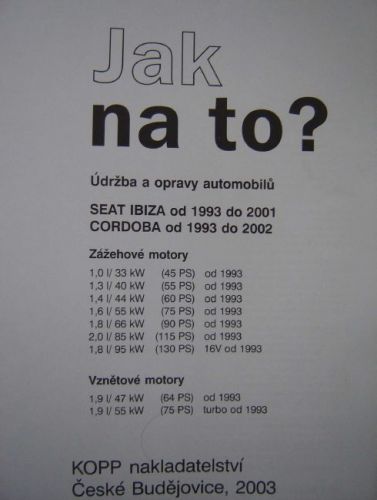 Jak
na to?
Údržba a opravy automobilů
SEAT IBIZA od 1993 do 2001
CORDOBA od 1993 do 2002
Zážehové motory
1,0 l/ 33 kW (45 PS) od 1993
1,3 l/ 40 kW (55 PS) od 1993
1,4 l/ 44 kW (60 PS) od 1993
1,6 l/ 55 kW (75 PS) od 1993
1,8 l/ 66 kW (90 PS) od 1993
2,0 l/ 85 kW (115 PS) od 1993
1,8 l/ 95 kW (130 PS) 16V od 1993
Vznětové motory
1,9 l/ 47 kW (64 PS) od 1993
1,9 l/ 55 kW (75 PS) turbo od 1993
KOPP nakladatelství
České Budějovice, 2003